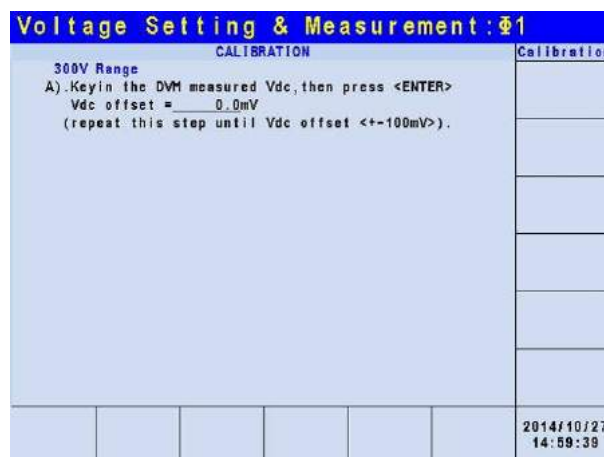 Voltage Setting & Measurement:Φ1
CALIBRATION
Calibratio
300V Range
A).Keyin the DVM measured Vdc,then press <ENTER>
Vdc offset = 0.0mV
(repeat this step until Vdc offset <+-100mV>).
2014/10/27
14:59:39